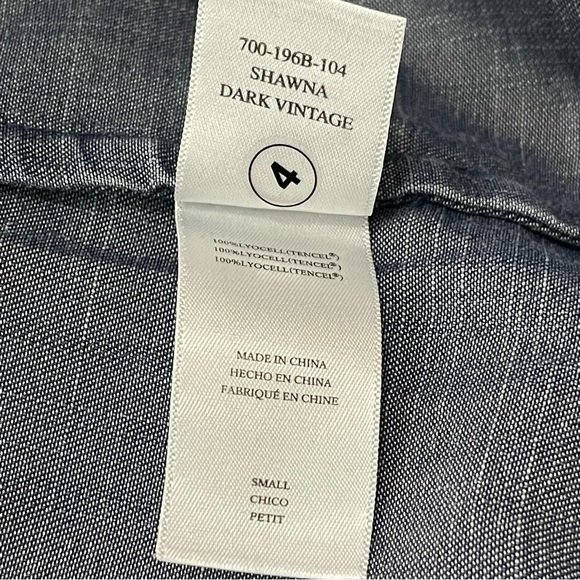 700-196B-104
SHAWNA
DARK VINTAGE
4
100%LYOCELL(TENCEL®)
100%LYOCELL(TENCEL®)
100%LYOCELL(TENCEL®)
MADE IN CHINA
HECHO EN CHINA
FABRIQUÉ EN CHINE
SMALL
CHICO
PETIT